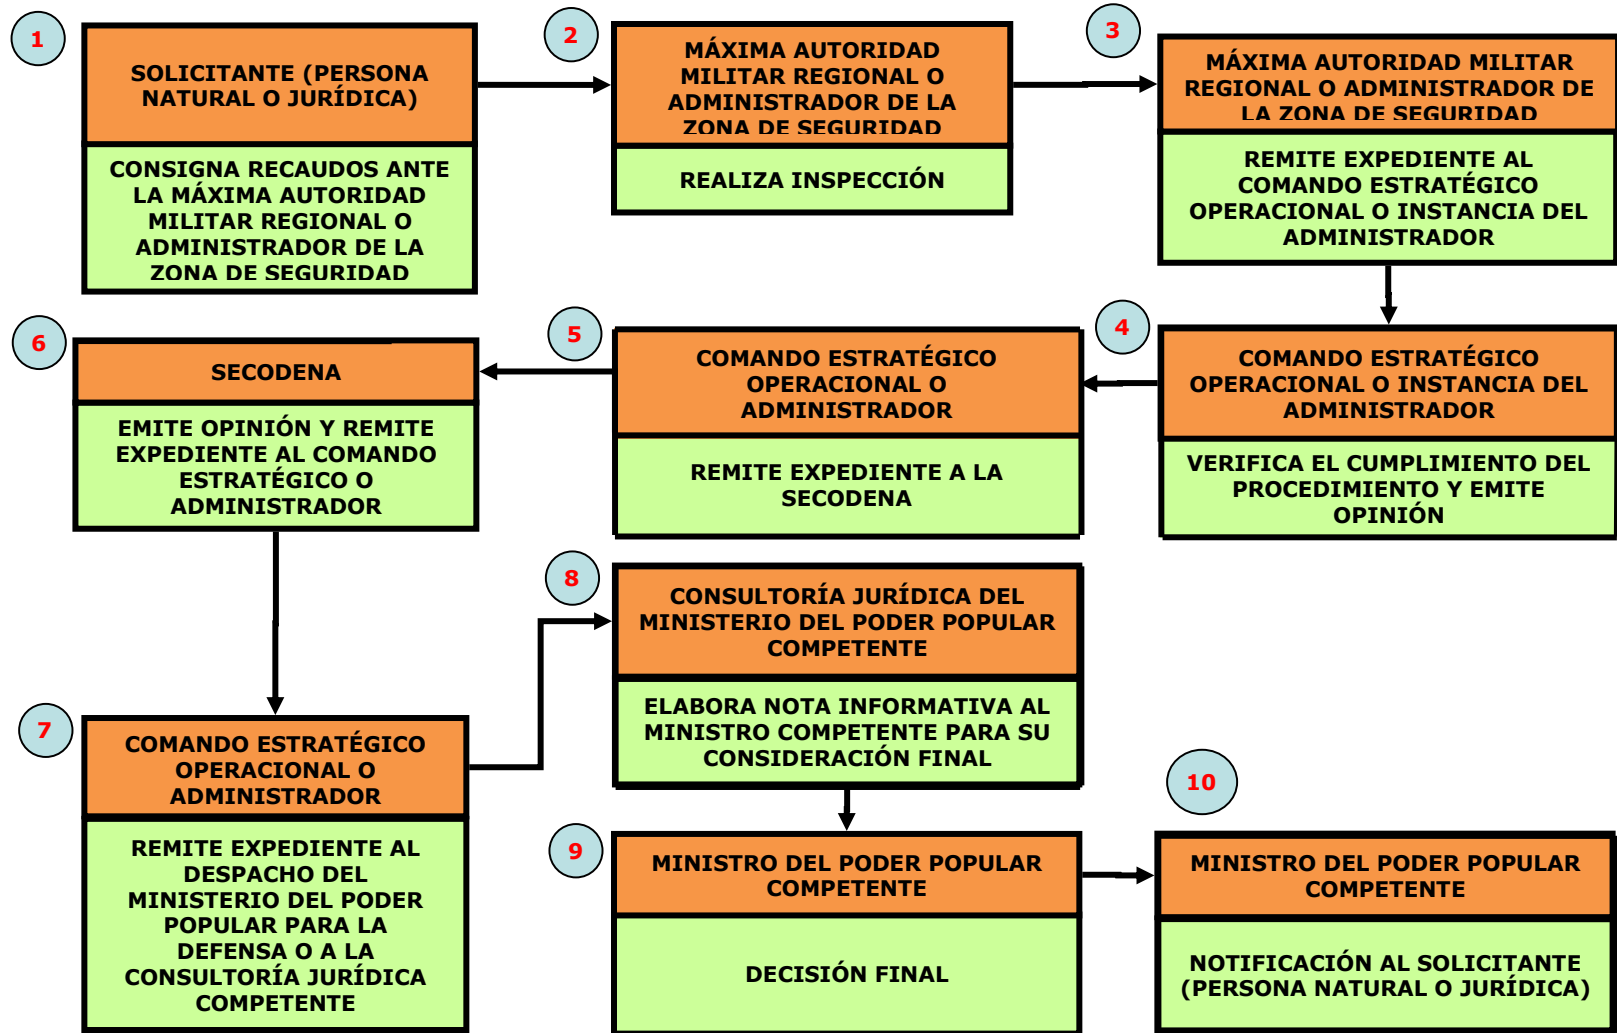 1
SOLICITANTE (PERSONA
NATURAL O JURÍDICA)
CONSIGNA RECAUDOS ANTE
LA MÁXIMA AUTORIDAD
MILITAR REGIONAL O
ADMINISTRADOR DE LA
ZONA DE SEGURIDAD
2
MÁXIMA AUTORIDAD
MILITAR REGIONAL O
ADMINISTRADOR DE LA
ZONA DE SEGURIDAD
REALIZA INSPECCIÓN
3
MÁXIMA AUTORIDAD MILITAR
REGIONAL O ADMINISTRADOR DE
LA ZONA DE SEGURIDAD
REMITE EXPEDIENTE AL
COMANDO ESTRATÉGICO
OPERACIONAL O INSTANCIA DEL
ADMINISTRADOR
4
COMANDO ESTRATÉGICO
OPERACIONAL O INSTANCIA DEL
ADMINISTRADOR
VERIFICA EL CUMPLIMIENTO DEL
PROCEDIMIENTO Y EMITE
OPINIÓN
5
COMANDO ESTRATÉGICO
OPERACIONAL O
ADMINISTRADOR
REMITE EXPEDIENTE A LA
SECODENA
6
SECODENA
EMITE OPINIÓN Y REMITE
EXPEDIENTE AL COMANDO
ESTRATÉGICO O
ADMINISTRADOR
7
COMANDO ESTRATÉGICO
OPERACIONAL O
ADMINISTRADOR
REMITE EXPEDIENTE AL
DESPACHO DEL
MINISTERIO DEL PODER
POPULAR PARA LA
DEFENSA O A LA
CONSULTORÍA JURÍDICA
COMPETENTE
8
CONSULTORÍA JURÍDICA DEL
MINISTERIO DEL PODER POPULAR
COMPETENTE
ELABORA NOTA INFORMATIVA AL
MINISTRO COMPETENTE PARA SU
CONSIDERACIÓN FINAL
9
MINISTRO DEL PODER POPULAR
COMPETENTE
DECISIÓN FINAL
10
MINISTRO DEL PODER POPULAR
COMPETENTE
NOTIFICACIÓN AL SOLICITANTE
(PERSONA NATURAL O JURÍDICA)